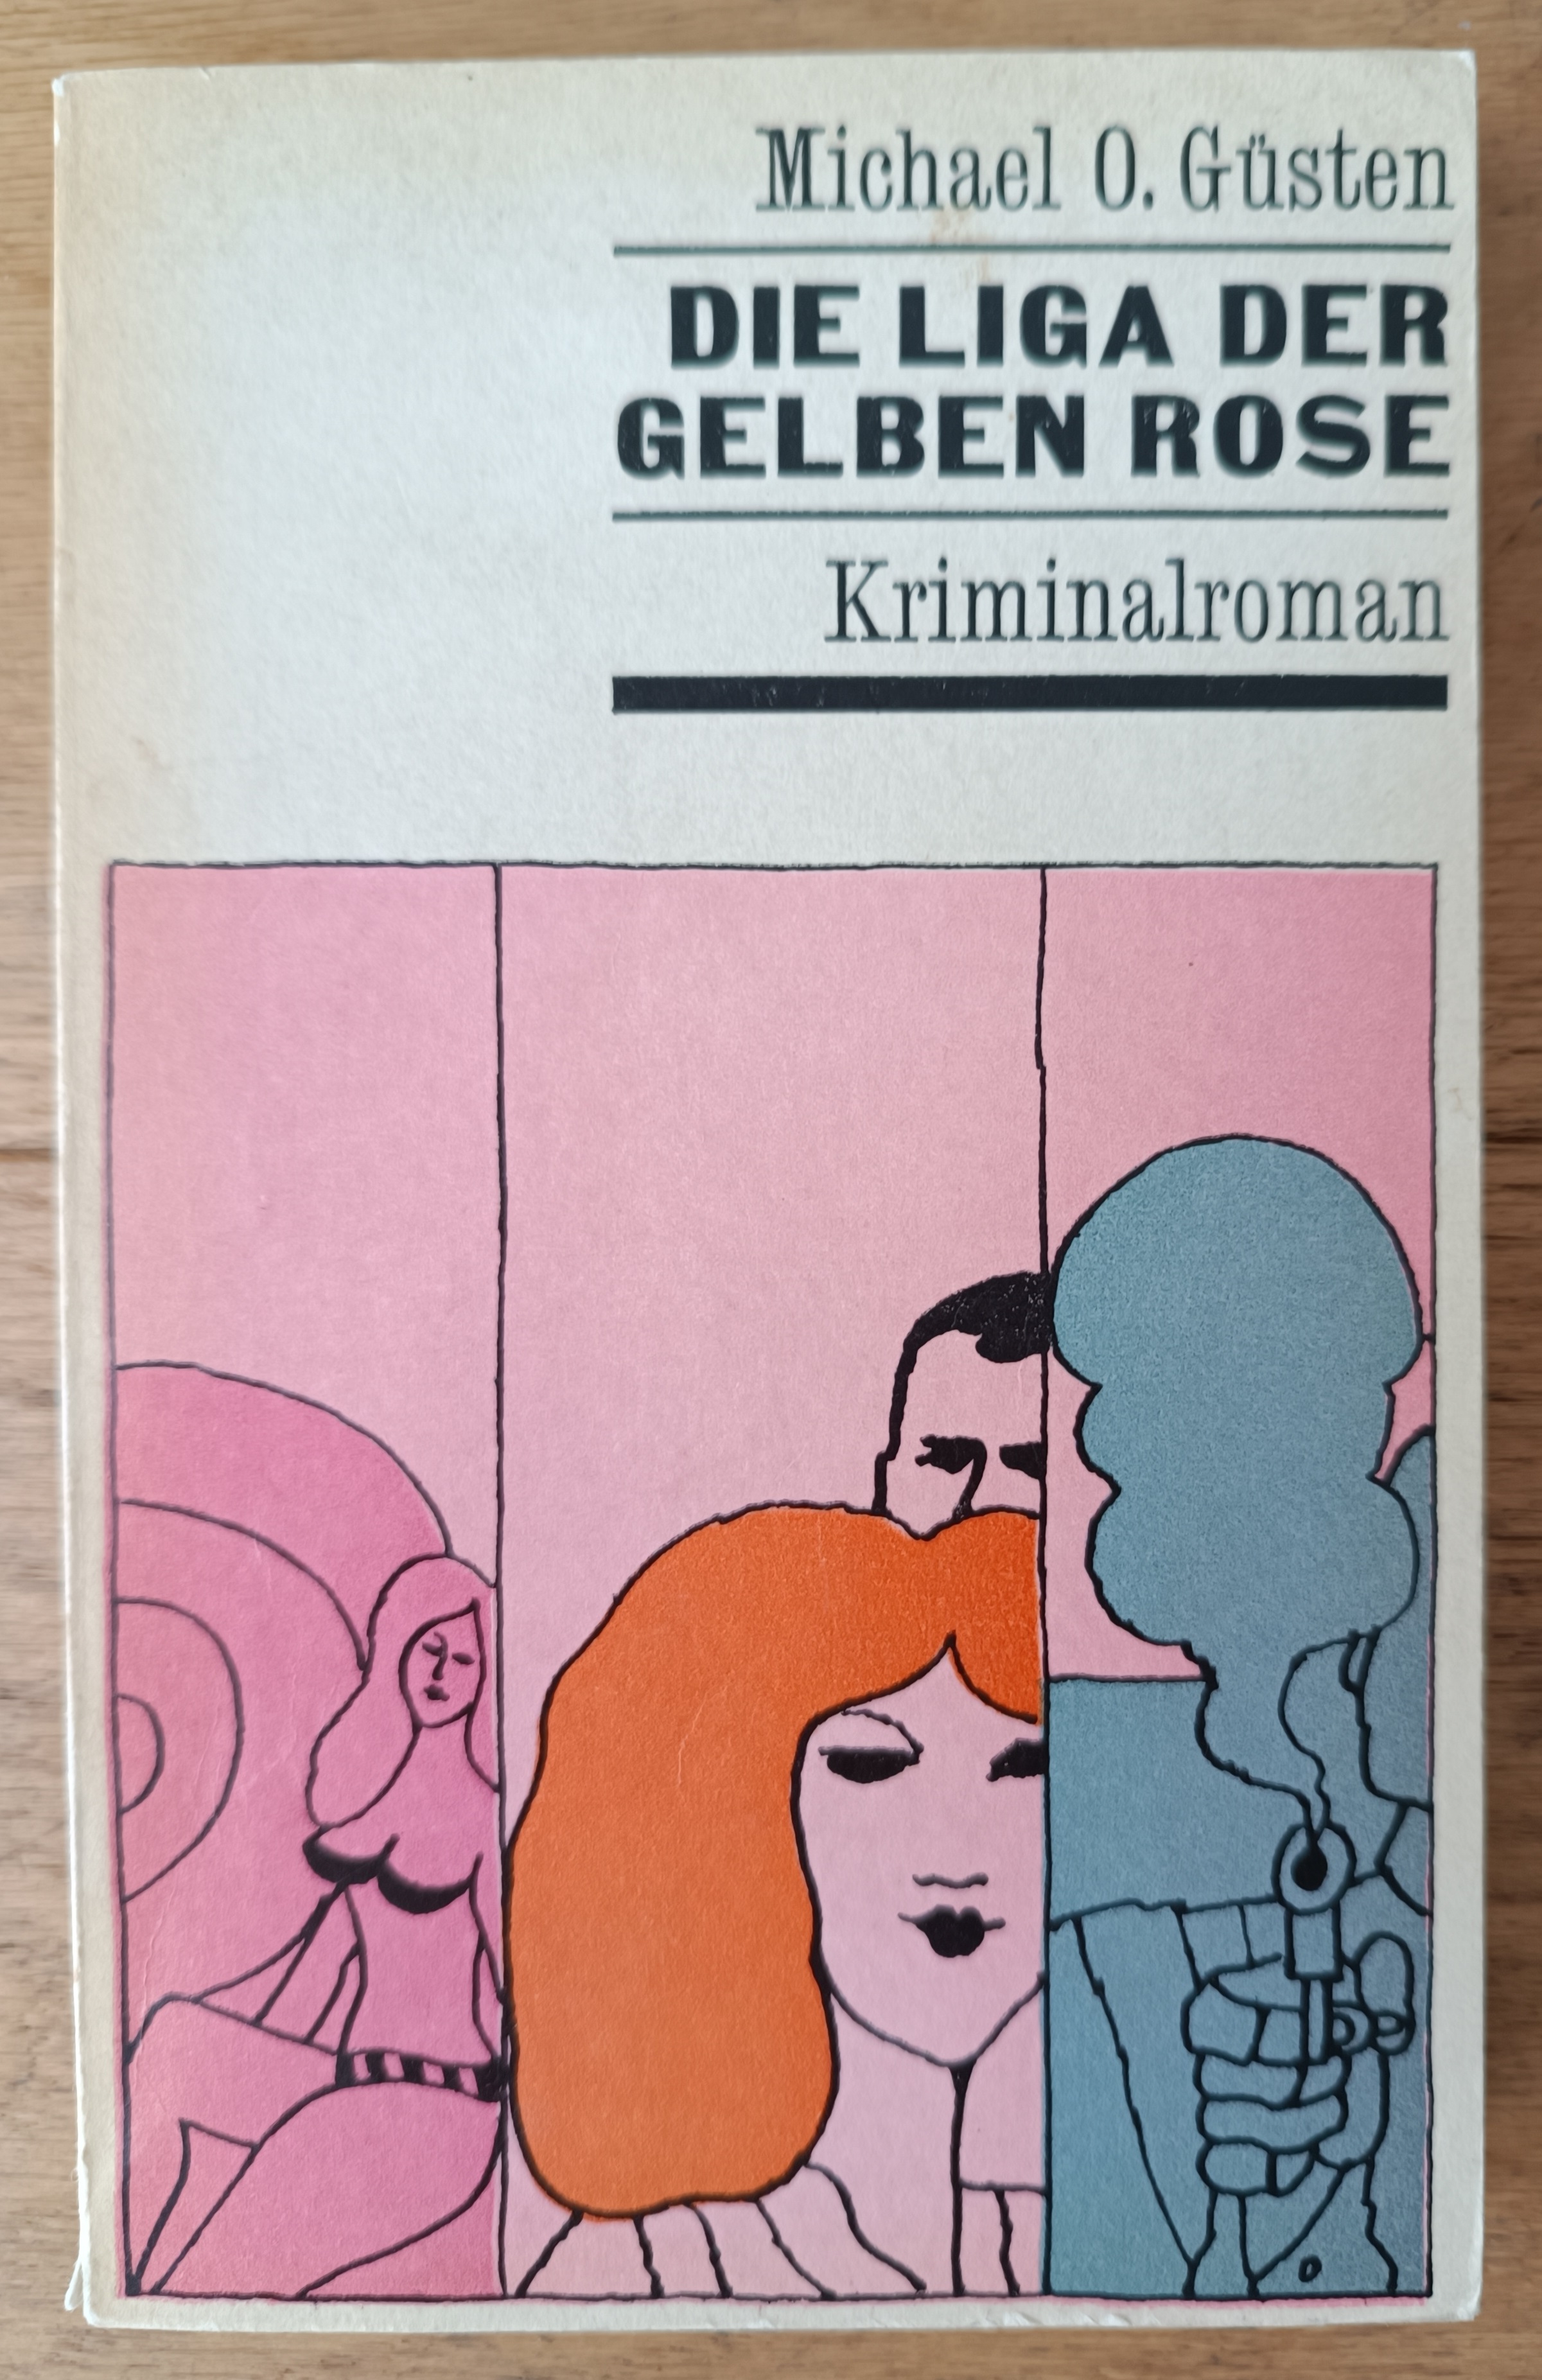 Michael O. Güsten
DIE LIGA DER
GELBEN ROSE
Kriminalroman